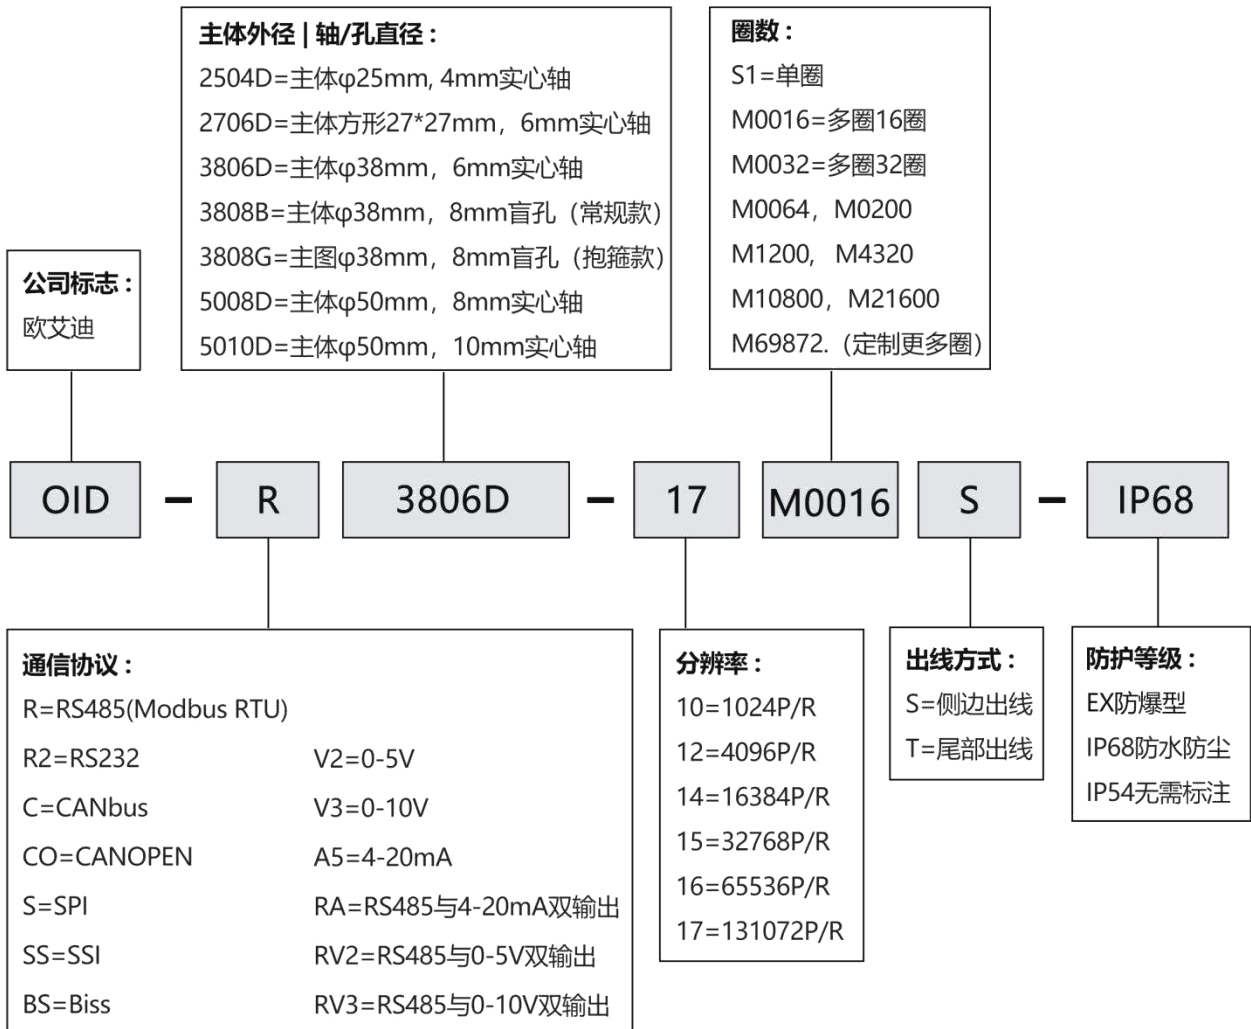 主体外径 | 轴/孔直径：
2504D=主体φ25mm, 4mm实心轴
2706D=主体方形27*27mm，6mm实心轴
3806D=主体φ38mm，6mm实心轴
3808B=主体φ38mm，8mm盲孔（常规款）
3808G=主图φ38mm，8mm盲孔（抱箍款）
5008D=主体φ50mm，8mm实心轴
5010D=主体φ50mm，10mm实心轴
圈数：
S1=单圈
M0016=多圈16圈
M0032=多圈32圈
M0064，M0200
M1200，M4320
M10800，M21600
M69872.（定制更多圈）
公司标志：
欧艾迪
OID - R 3806D - 17 M0016 S - IP68
通信协议：
R=RS485(Modbus RTU)
R2=RS232 V2=0-5V
C=CANbus V3=0-10V
CO=CANOPEN A5=4-20mA
S=SPI RA=RS485与4-20mA双输出
SS=SSI RV2=RS485与0-5V双输出
BS=Biss RV3=RS485与0-10V双输出
分辨率：
10=1024P/R
12=4096P/R
14=16384P/R
15=32768P/R
16=65536P/R
17=131072P/R
出线方式：
S=侧边出线
T=尾部出线
防护等级：
EX防爆型
IP68防水防尘
IP54无需标注